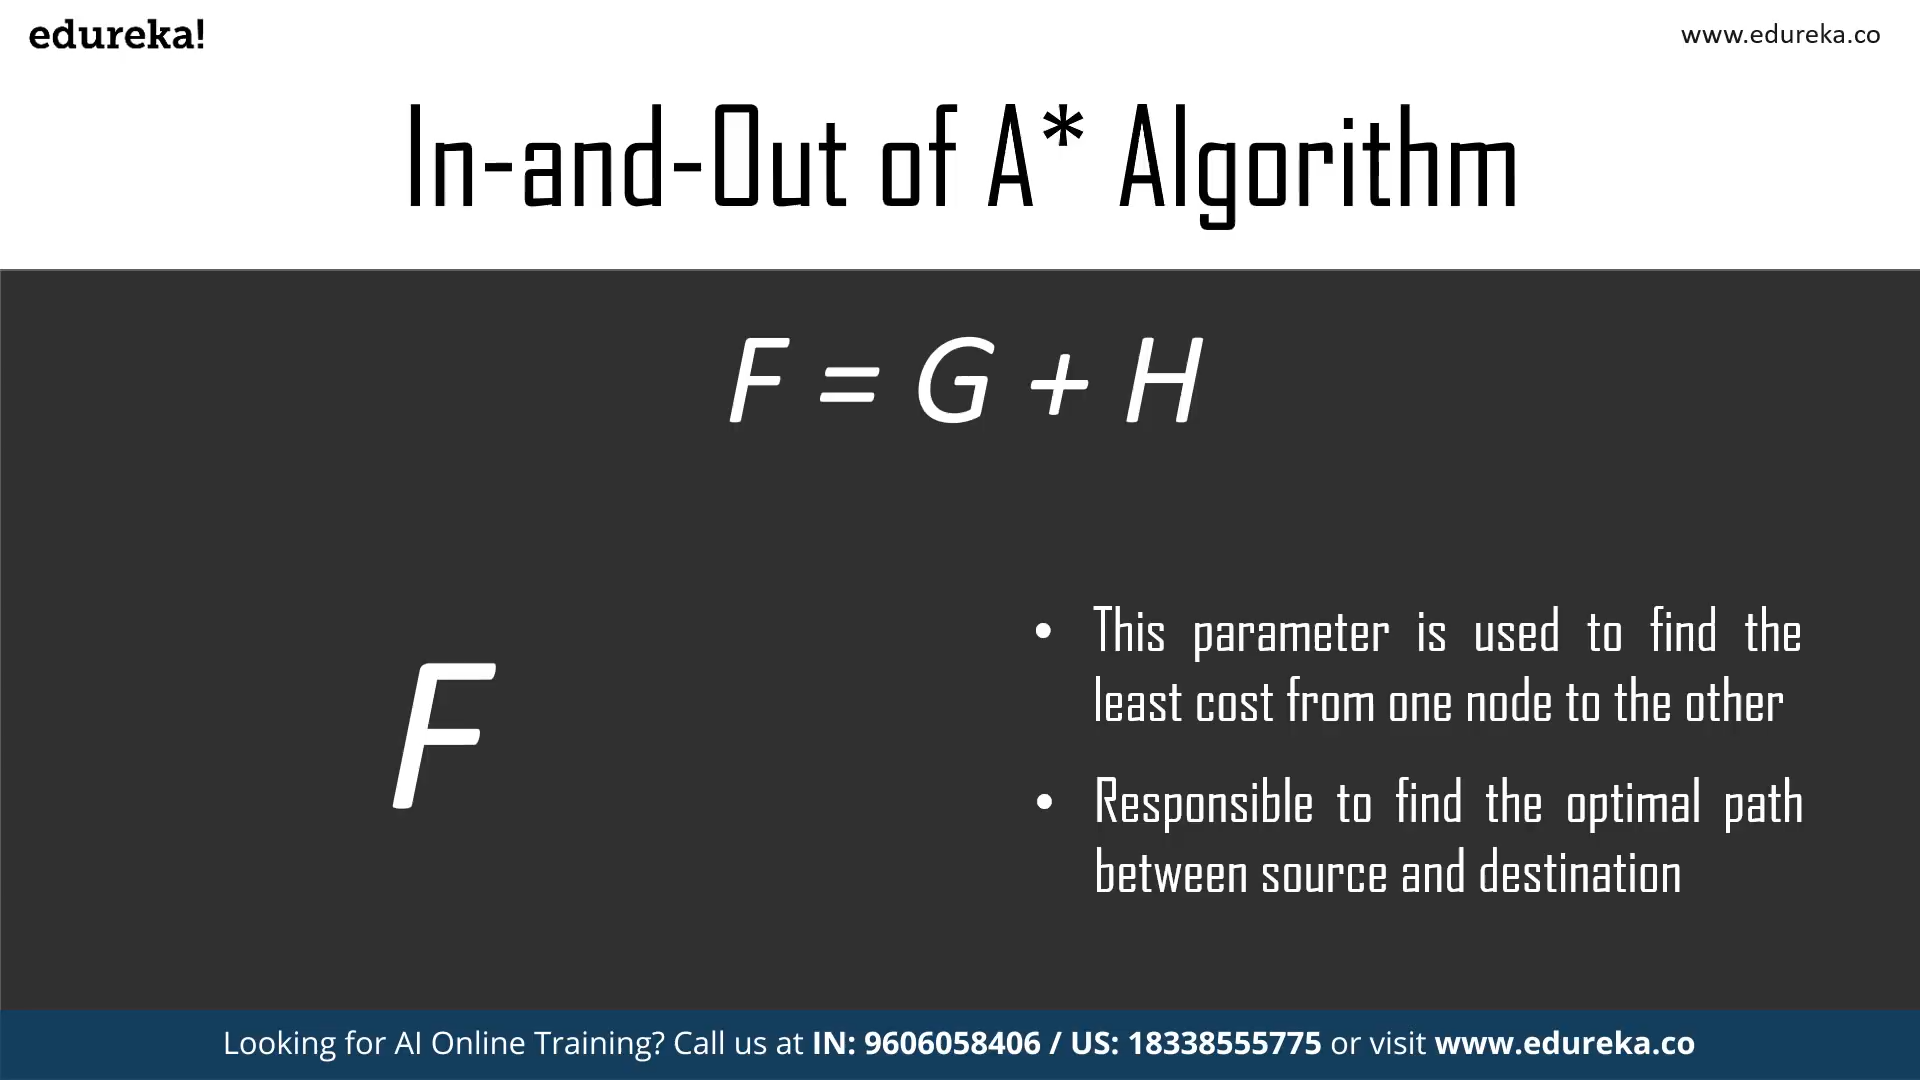 edureka!
www.edureka.co
In-and-Out of A* Algorithm
F = G + H
F
• This parameter is used to find the
least cost from one node to the other
• Responsible to find the optimal path
between source and destination
Looking for AI Online Training? Call us at IN: 9606058406 / US: 18338555775 or visit www.edureka.co